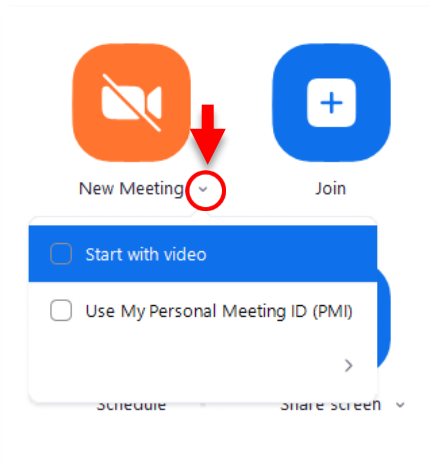 New Meeting
Join
Start with video
Use My Personal Meeting ID (PMI)
Schedule
Share screen